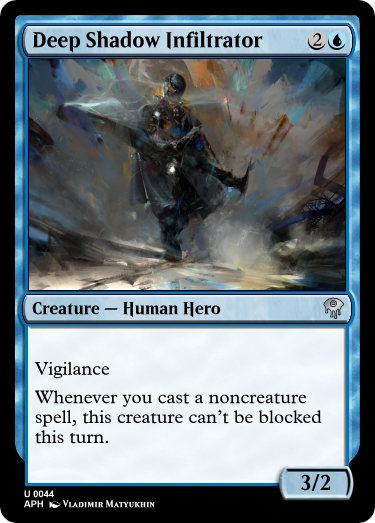 Deep Shadow Infiltrator 2
Creature — Human Hero
Vigilance
Whenever you cast a noncreature
spell, this creature can't be blocked
this turn.
3/2
U 0044
APH Vladimir Matyukhin